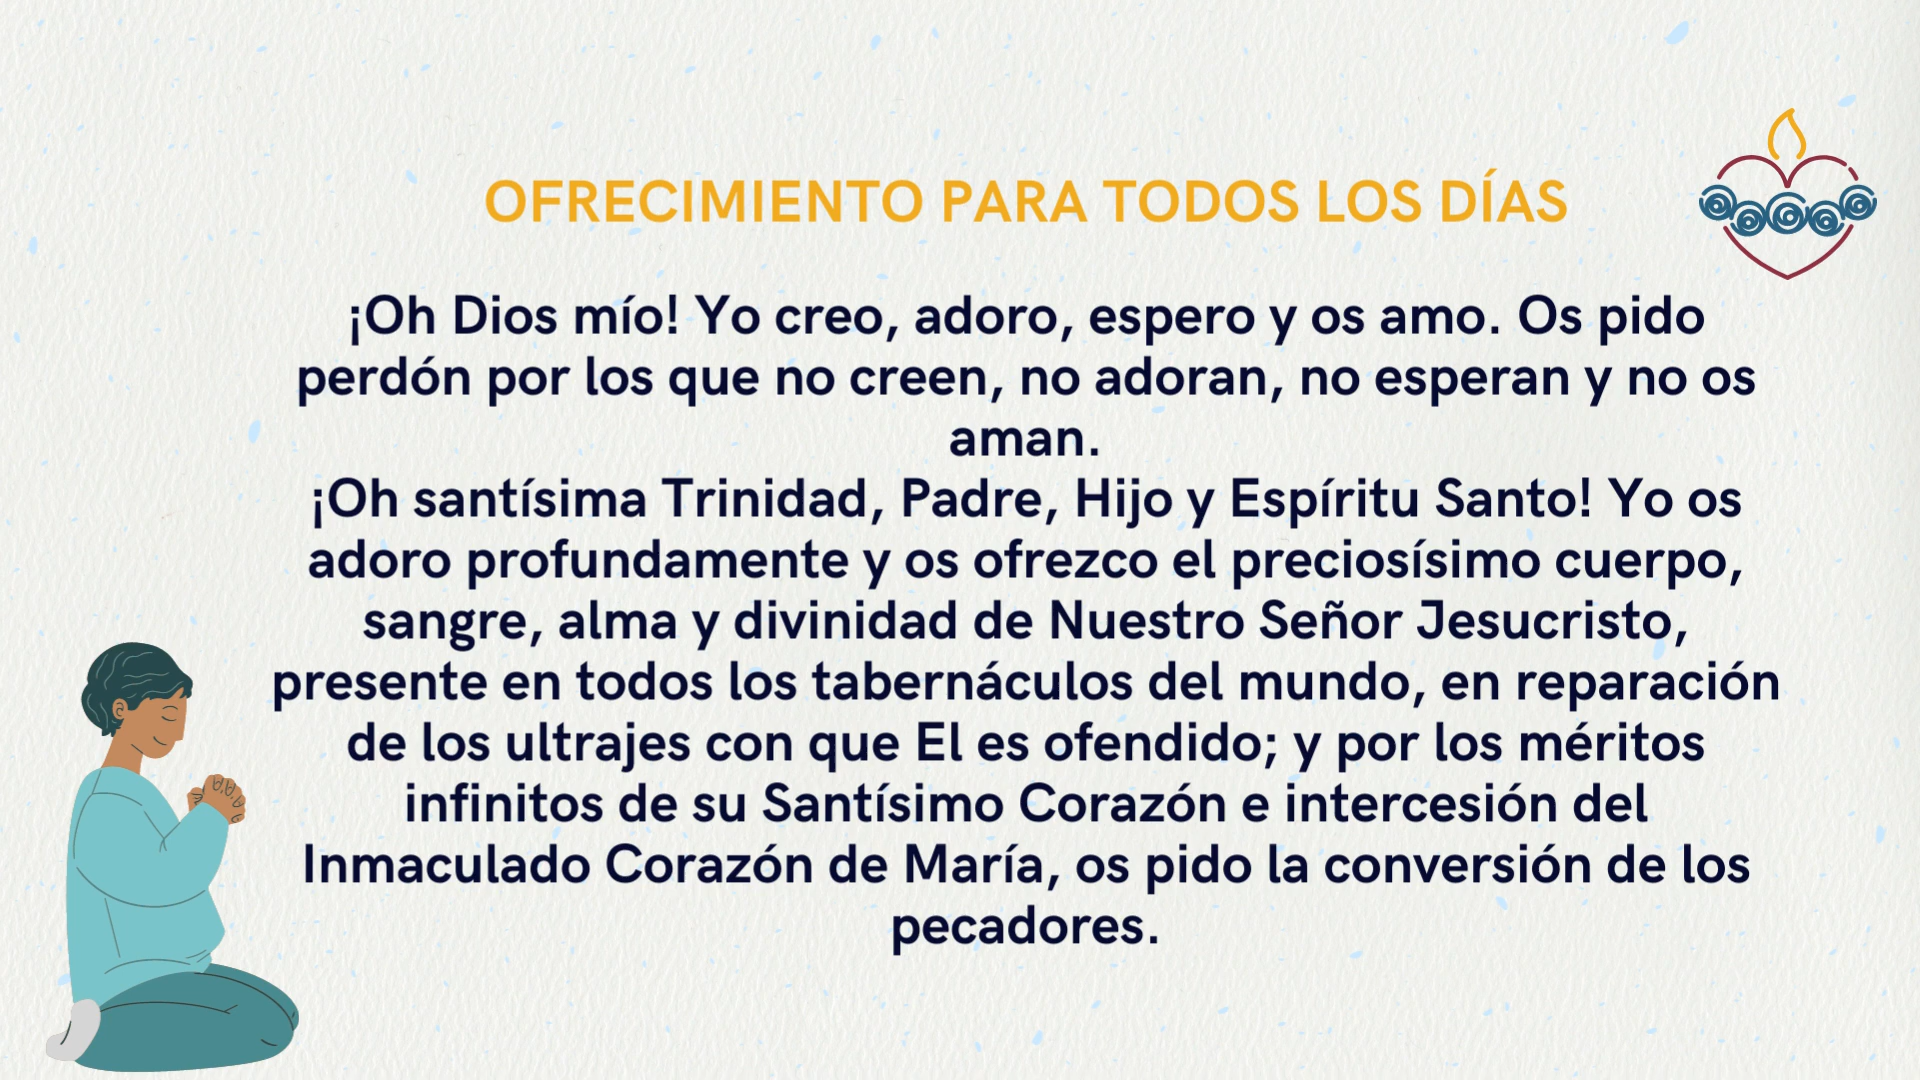 OFRECIMIENTO PARA TODOS LOS DÍAS
¡Oh Dios mío! Yo creo, adoro, espero y os amo. Os pido
perdón por los que no creen, no adoran, no esperan y no os
aman.
¡Oh santísima Trinidad, Padre, Hijo y Espíritu Santo! Yo os
adoro profundamente y os ofrezco el preciosísimo cuerpo,
sangre, alma y divinidad de Nuestro Señor Jesucristo,
presente en todos los tabernáculos del mundo, en reparación
de los ultrajes con que El es ofendido; y por los méritos
infinitos de su Santísimo Corazón e intercesión del
Inmaculado Corazón de María, os pido la conversión de los
pecadores.